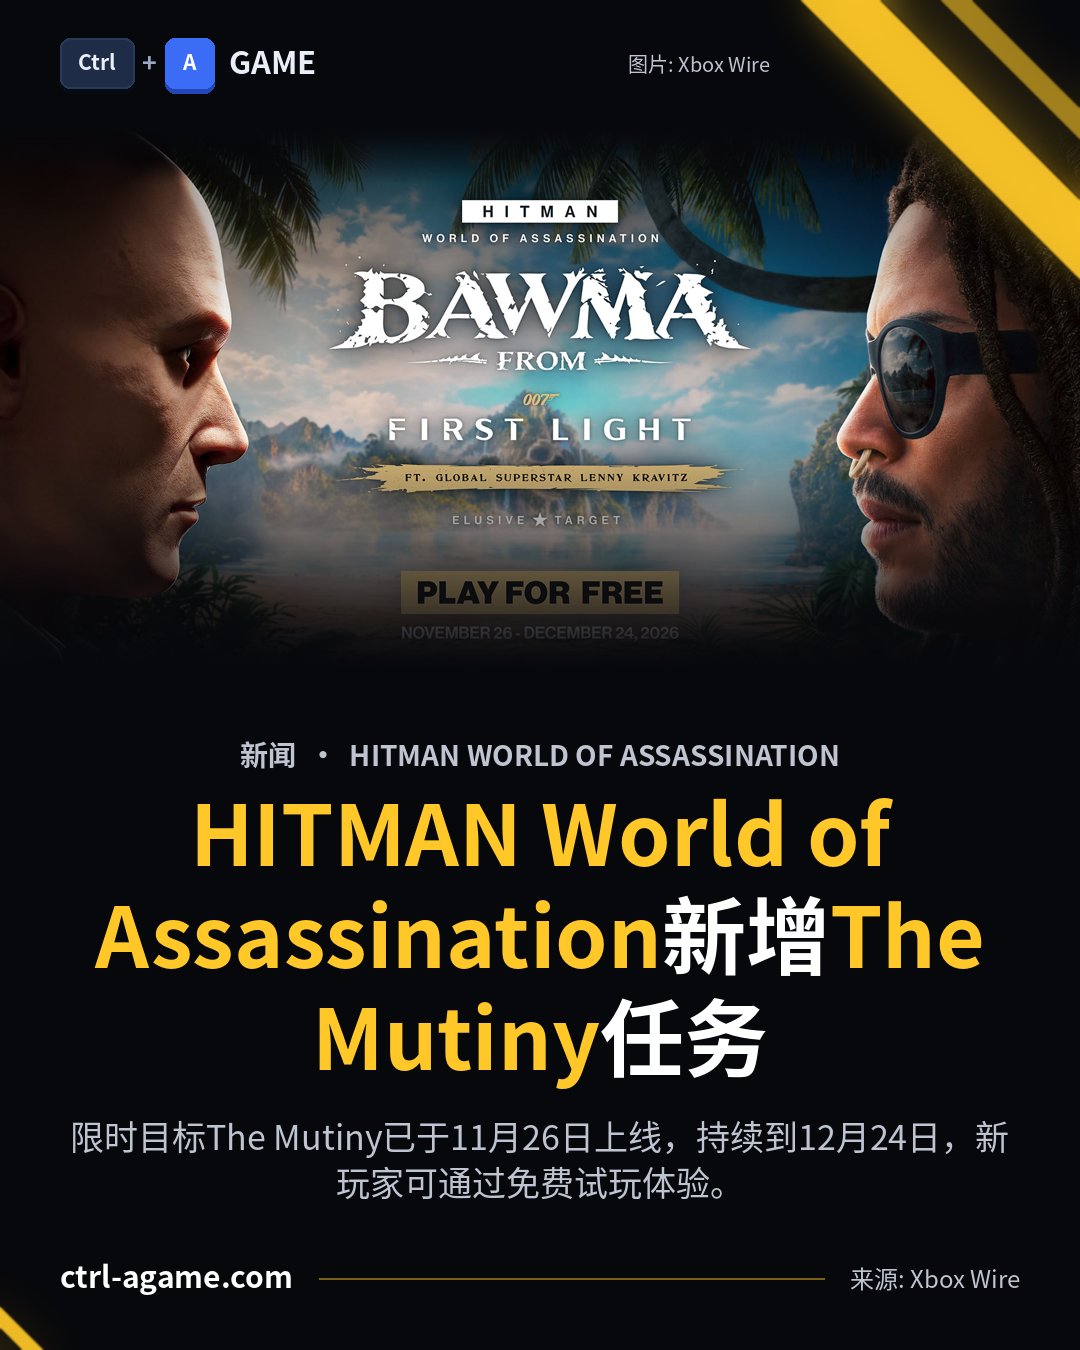 Ctrl + A GAME
图片: Xbox Wire
HITMAN
WORLD OF ASSASSINATION
BAWMA
FROM
007
FIRST LIGHT
FT. GLOBAL SUPERSTAR LENNY KRAVITZ
ELUSIVE ★ TARGET
PLAY FOR FREE
NOVEMBER 26 - DECEMBER 24, 2026
新闻 • HITMAN WORLD OF ASSASSINATION
HITMAN World of
Assassination新增The
Mutiny任务
限时目标The Mutiny已于11月26日上线，持续到12月24日，新
玩家可通过免费试玩体验。
ctrl-agame.com
来源: Xbox Wire